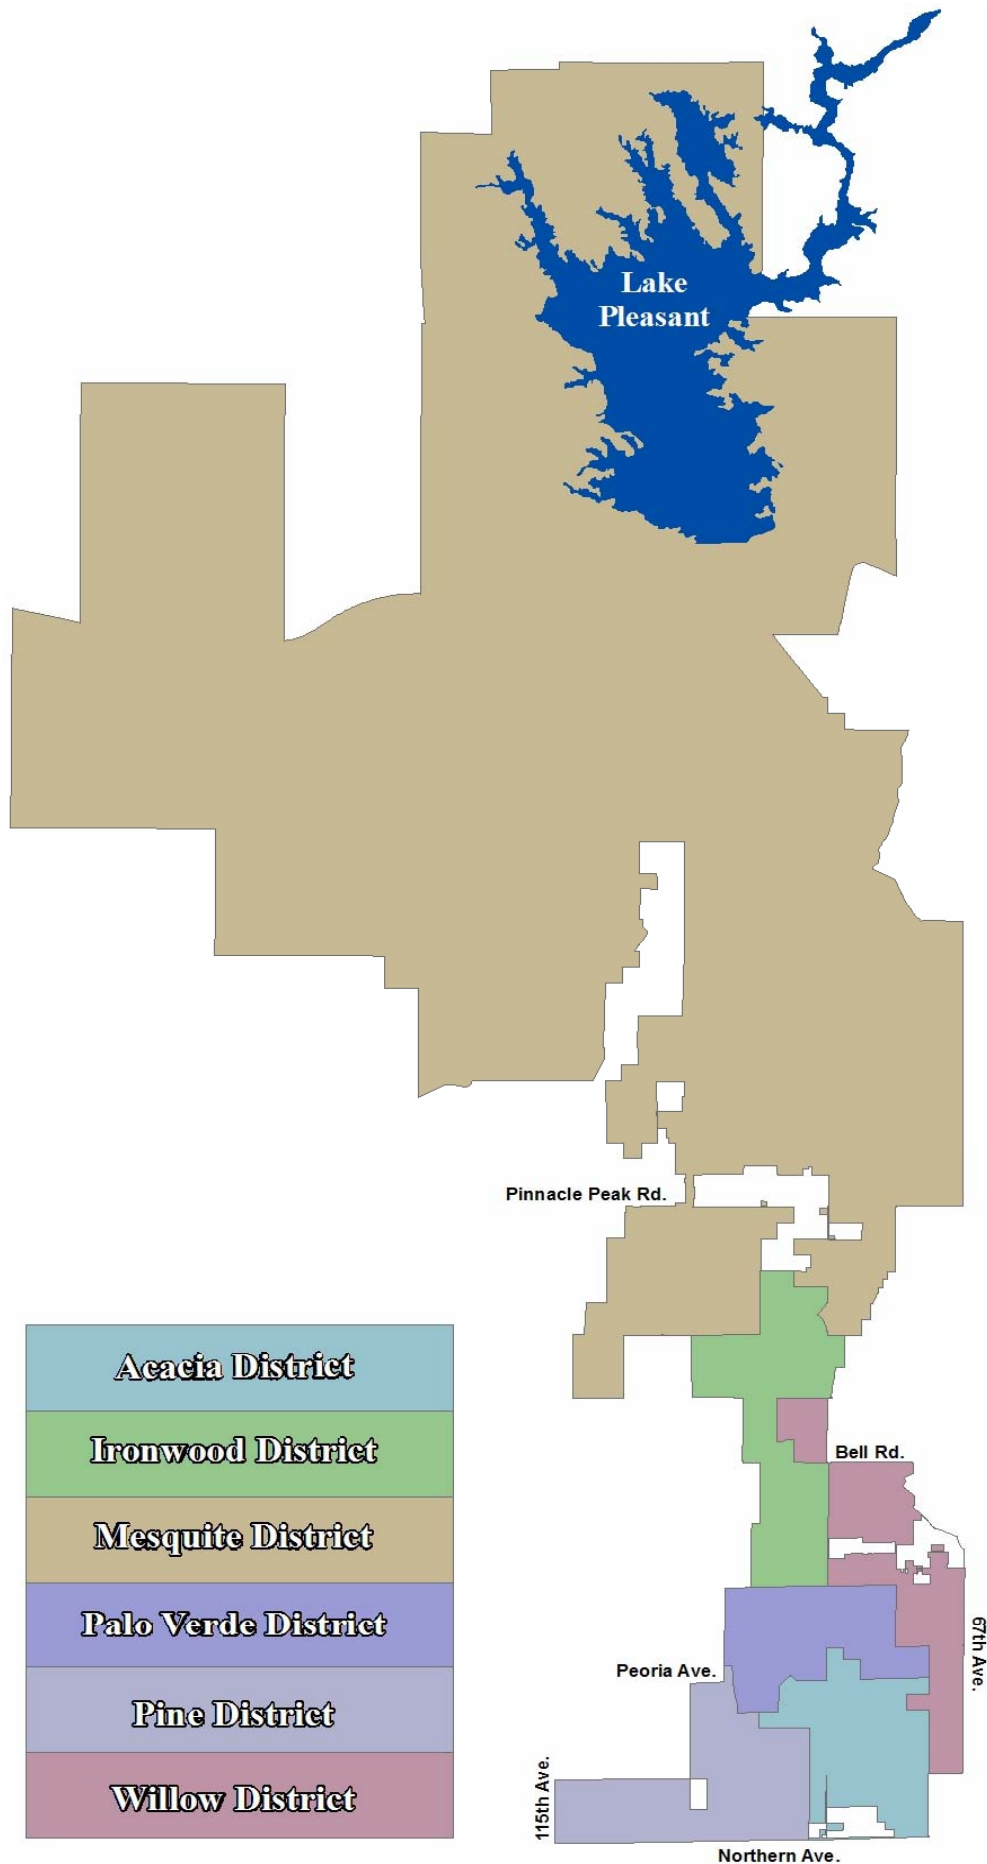 Lake
Pleasant
Pinnacle Peak Rd.
Acacia District
Ironwood District
Mesquite District
Palo Verde District
Pine District
Willow District
Bell Rd.
67th Ave.
Peoria Ave.
115th Ave.
Northern Ave.